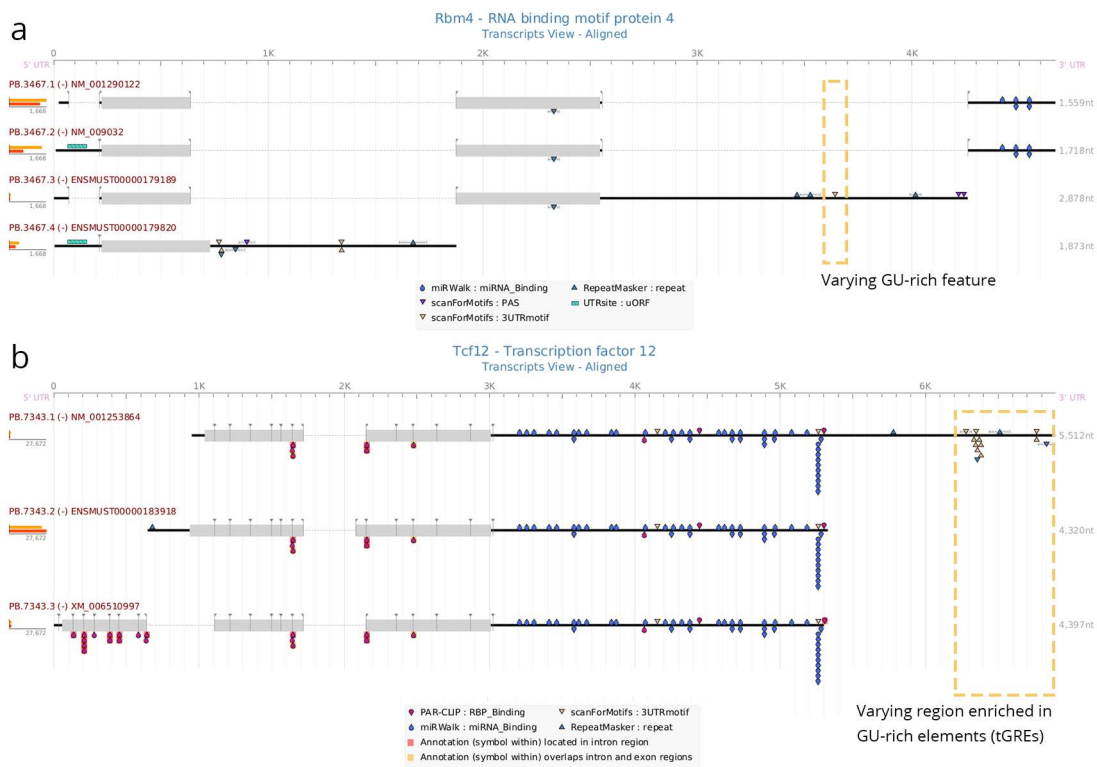 a
Rbm4 - RNA binding motif protein 4
Transcripts View - Aligned
0 1K 2K 3K 4K
5' UTR 3' UTR
PB.3467.1 (-) NM_001290122
1,668
1,559nt
PB.3467.2 (-) NM_009032
1,668
1,718nt
PB.3467.3 (-) ENSMUST00000179189
1,668
2,878nt
PB.3467.4 (-) ENSMUST00000179820
1,668
1,873nt
Varying GU-rich feature
miRWalk : miRNA_Binding RepeatMasker : repeat
scanForMotifs : PAS UTRsite : uORF
scanForMotifs : 3UTRmotif
b
Tcf12 - Transcription factor 12
Transcripts View - Aligned
0 1K 2K 3K 4K 5K 6K
5' UTR 3' UTR
PB.7343.1 (-) NM_001253864
27,672
5,512nt
PB.7343.2 (-) ENSMUST00000183918
27,672
4,320nt
PB.7343.3 (-) XM_006510997
27,672
4,397nt
Varying region enriched in
GU-rich elements (tGREs)
PAR-CLIP : RBP_Binding scanForMotifs : 3UTRmotif
miRWalk : miRNA_Binding RepeatMasker : repeat
Annotation (symbol within) located in intron region
Annotation (symbol within) overlaps intron and exon regions